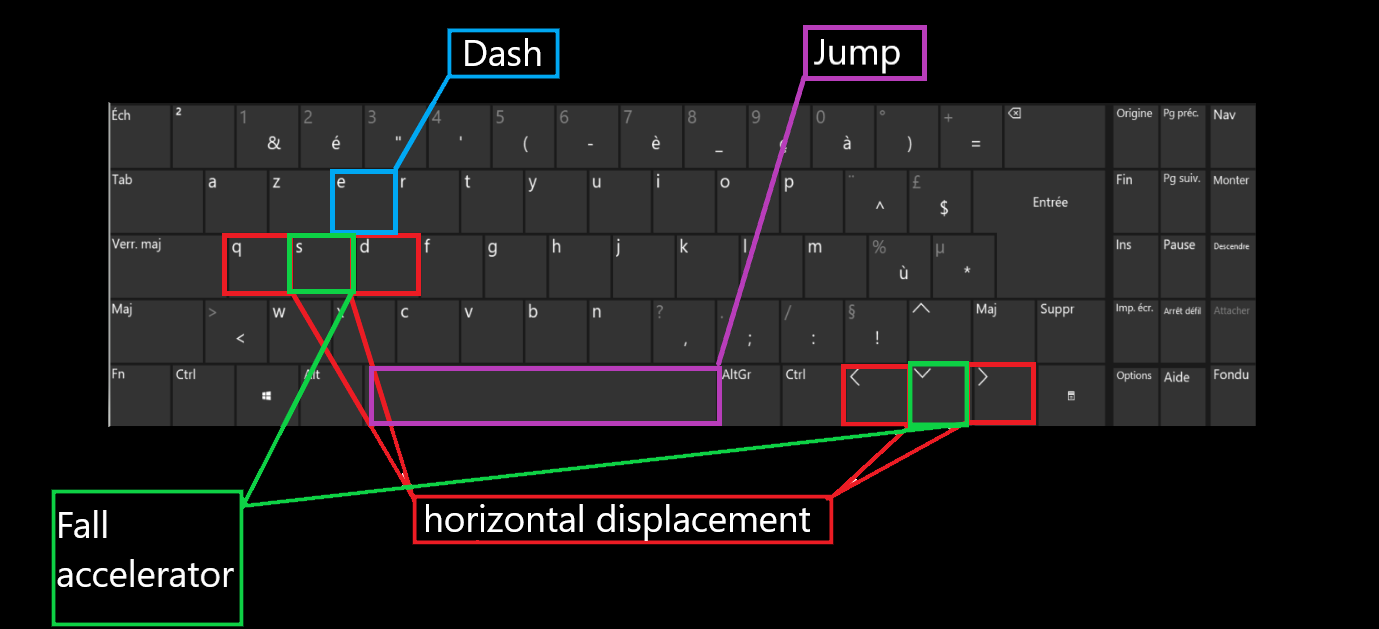 Dash
Jump
Éch ² 1 & 2 é 3 " 4 ' 5 ( 6 - 7 è 8 _ 9 0 à ° ) + = ⌫ Origine Pg préc. Nav
Tab a z e r t y u i o p ¨ ^ £ $ Entrée Fin Pg suiv. Monter
Verr. maj q s d f g h j k l m % ù µ * Ins Pause Descendre
Maj > < w x c v b n ? , . ; / : § ! Maj Suppr Imp. écr. Arrêt défil Attacher
Fn Ctrl Alt AltGr Ctrl Options Aide Fondu
horizontal displacement
Fall
accelerator